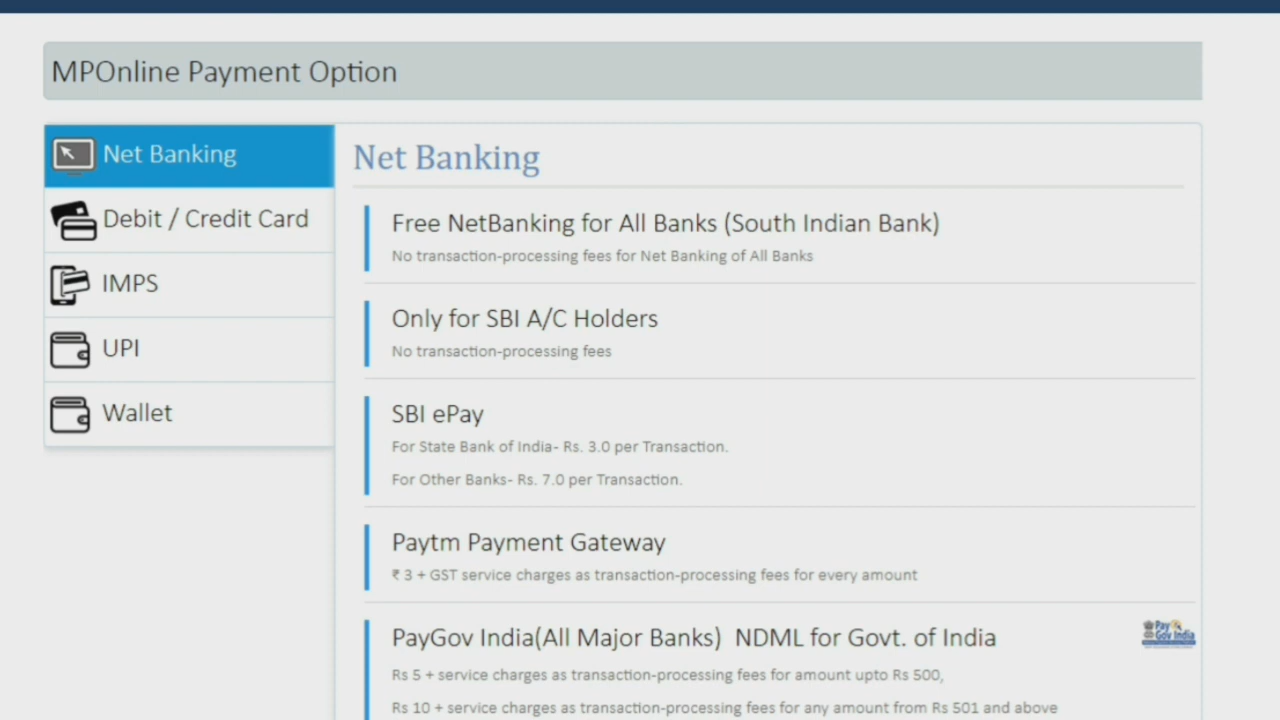 MPOnline Payment Option
Net Banking
Debit / Credit Card
IMPS
UPI
Wallet
Net Banking
Free NetBanking for All Banks (South Indian Bank)
No transaction-processing fees for Net Banking of All Banks
Only for SBI A/C Holders
No transaction-processing fees
SBI ePay
For State Bank of India- Rs. 3.0 per Transaction.
For Other Banks- Rs. 7.0 per Transaction.
Paytm Payment Gateway
₹ 3 + GST service charges as transaction-processing fees for every amount
PayGov India(All Major Banks) NDML for Govt. of India
Pay
Gov India
Rs 5 + service charges as transaction-processing fees for amount upto Rs 500,
Rs 10 + service charges as transaction-processing fees for any amount from Rs 501 and above